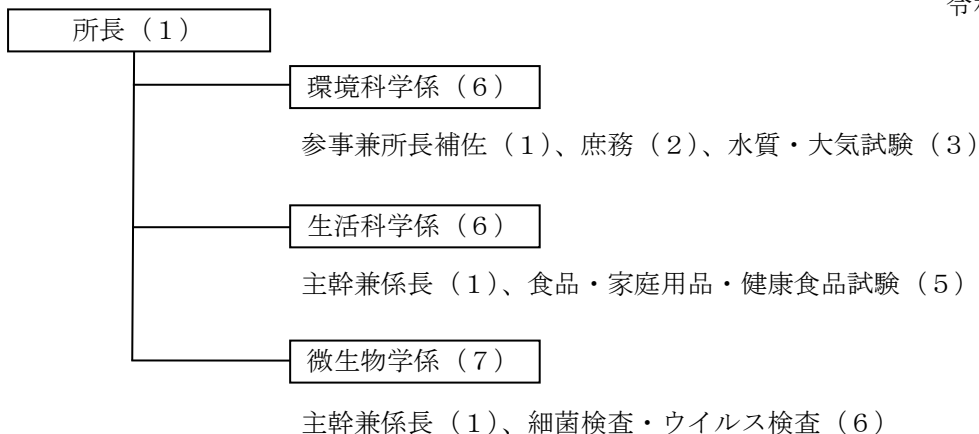 令和
所長（１）
環境科学係（６）
参事兼所長補佐（１）、庶務（２）、水質・大気試験（３）
生活科学係（６）
主幹兼係長（１）、食品・家庭用品・健康食品試験（５）
微生物学係（７）
主幹兼係長（１）、細菌検査・ウイルス検査（６）